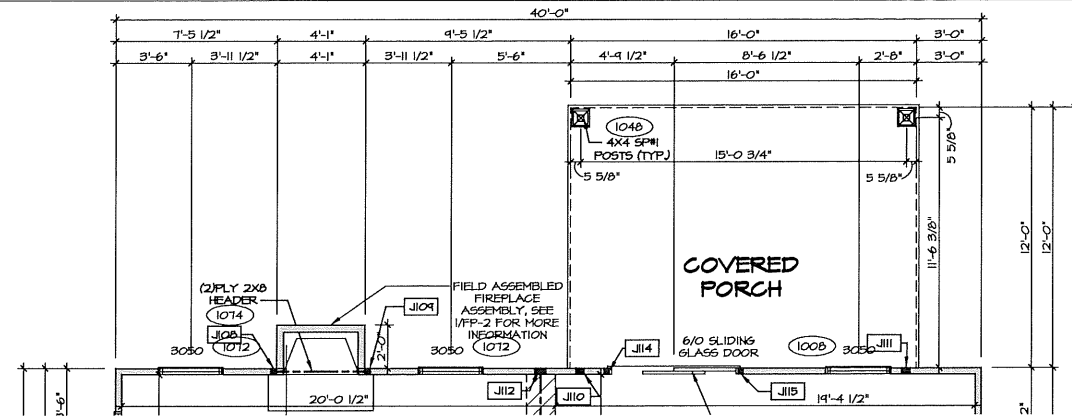 40'-0"
7'-5 1/2" 4'-1" 9'-5 1/2" 16'-0" 3'-0"
3'-6" 3'-11 1/2" 4'-1" 3'-11 1/2" 5'-6" 4'-9 1/2" 8'-6 1/2" 2'-8" 3'-0"
16'-0"
1048
4X4 SP#1
POSTS (TYP.)
15'-0 3/4"
5 5/8"
5 5/8"
5 5/8"
11'-6 3/8"
12'-0"
12'-0"
COVERED
PORCH
(2)PLY 2X8
HEADER
1074
J108
1072
3050
2'-0"
FIELD ASSEMBLED
FIREPLACE
ASSEMBLY, SEE
1/FP-2 FOR MORE
INFORMATION
J109
3050
1072
J114
6/0 SLIDING
GLASS DOOR
1008
3050
J111
J112
J110
J115
20'-0 1/2"
19'-4 1/2"